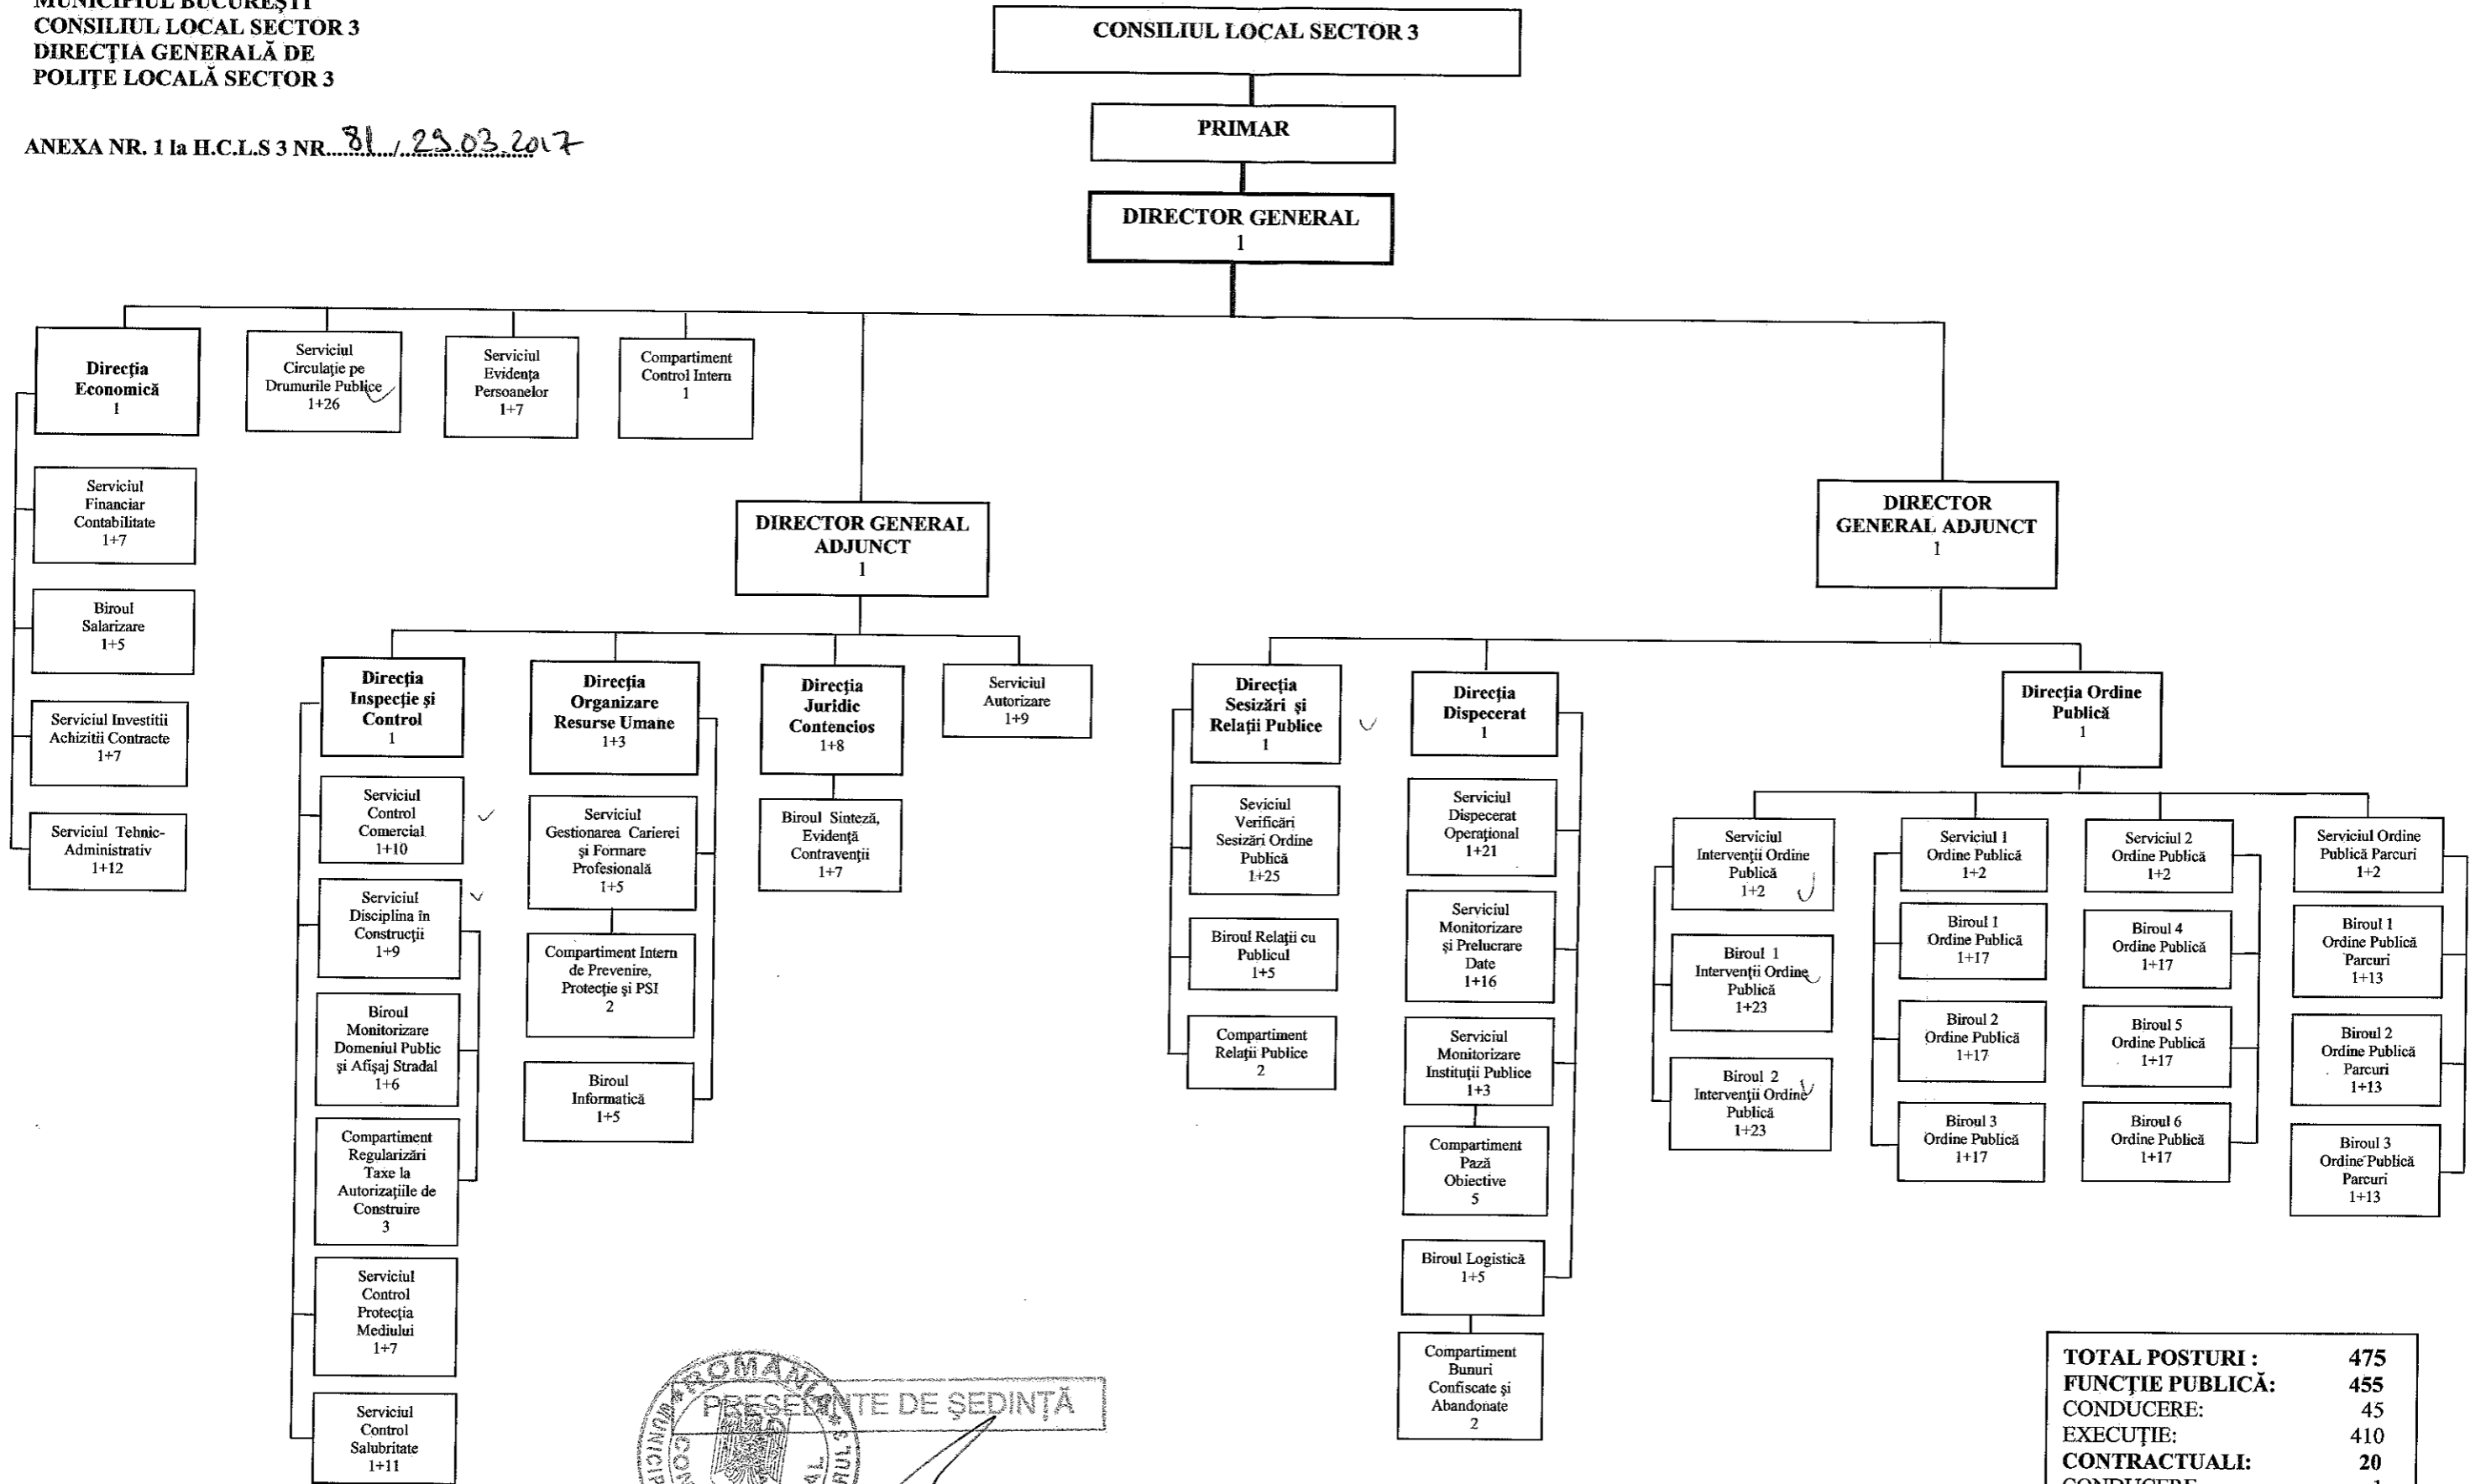 MUNICIPIUL BUCUREŞTI
CONSILIUL LOCAL SECTOR 3
DIRECŢIA GENERALĂ DE
POLIŢE LOCALĂ SECTOR 3
ANEXA NR. 1 la H.C.L.S 3 NR. 81 / 29.03.2017
CONSILIUL LOCAL SECTOR 3
PRIMAR
DIRECTOR GENERAL
1
Direcţia
Economică
1
Serviciul
Circulaţie pe
Drumurile Publice
1+26
Serviciul
Evidenţa
Persoanelor
1+7
Compartiment
Control Intern
1
Serviciul
Financiar
Contabilitate
1+7
Biroul
Salarizare
1+5
Serviciul Investitii
Achizitii Contracte
1+7
Serviciul Tehnic-
Administrativ
1+12
DIRECTOR GENERAL
ADJUNCT
1
Direcţia
Inspecţie şi
Control
1
Serviciul
Control
Comercial
1+10
Serviciul
Disciplina în
Construcţii
1+9
Biroul
Monitorizare
Domeniul Public
şi Afişaj Stradal
1+6
Compartiment
Regularizări
Taxe la
Autorizaţiile de
Construire
3
Serviciul
Control
Protecţia
Mediului
1+7
Serviciul
Control
Salubritate
1+11
Direcţia
Organizare
Resurse Umane
1+3
Serviciul
Gestionarea Carierei
şi Formare
Profesională
1+5
Compartiment Intern
de Prevenire,
Protecţie şi PSI
2
Biroul
Informatică
1+5
Direcţia
Juridic
Contencios
1+8
Biroul Sinteză,
Evidenţă
Contravenţii
1+7
Serviciul
Autorizare
1+9
DIRECTOR
GENERAL ADJUNCT
1
Direcţia
Sesizări şi
Relaţii Publice
1
Seviciul
Verificări
Sesizări Ordine
Publică
1+25
Biroul Relaţii cu
Publicul
1+5
Compartiment
Relaţii Publice
2
Direcţia
Dispecerat
1
Serviciul
Dispecerat
Operaţional
1+21
Serviciul
Monitorizare
şi Prelucrare
Date
1+16
Serviciul
Monitorizare
Instituţii Publice
1+3
Compartiment
Pază
Obiective
5
Biroul Logistică
1+5
Compartiment
Bunuri
Confiscate şi
Abandonate
2
Direcţia Ordine
Publică
1
Serviciul
Intervenţii Ordine
Publică
1+2
Biroul 1
Intervenţii Ordine
Publică
1+23
Biroul 2
Intervenţii Ordine
Publică
1+23
Serviciul 1
Ordine Publică
1+2
Biroul 1
Ordine Publică
1+17
Biroul 2
Ordine Publică
1+17
Biroul 3
Ordine Publică
1+17
Serviciul 2
Ordine Publică
1+2
Biroul 4
Ordine Publică
1+17
Biroul 5
Ordine Publică
1+17
Biroul 6
Ordine Publică
1+17
Serviciul Ordine
Publică Parcuri
1+2
Biroul 1
Ordine Publică
Parcuri
1+13
Biroul 2
Ordine Publică
Parcuri
1+13
Biroul 3
Ordine Publică
Parcuri
1+13
ROMÂNIA
PREŞEDINTE DE ŞEDINŢĂ
TOTAL POSTURI : 475
FUNCŢIE PUBLICĂ: 455
CONDUCERE: 45
EXECUŢIE: 410
CONTRACTUALI: 20
CONDUCERE 1